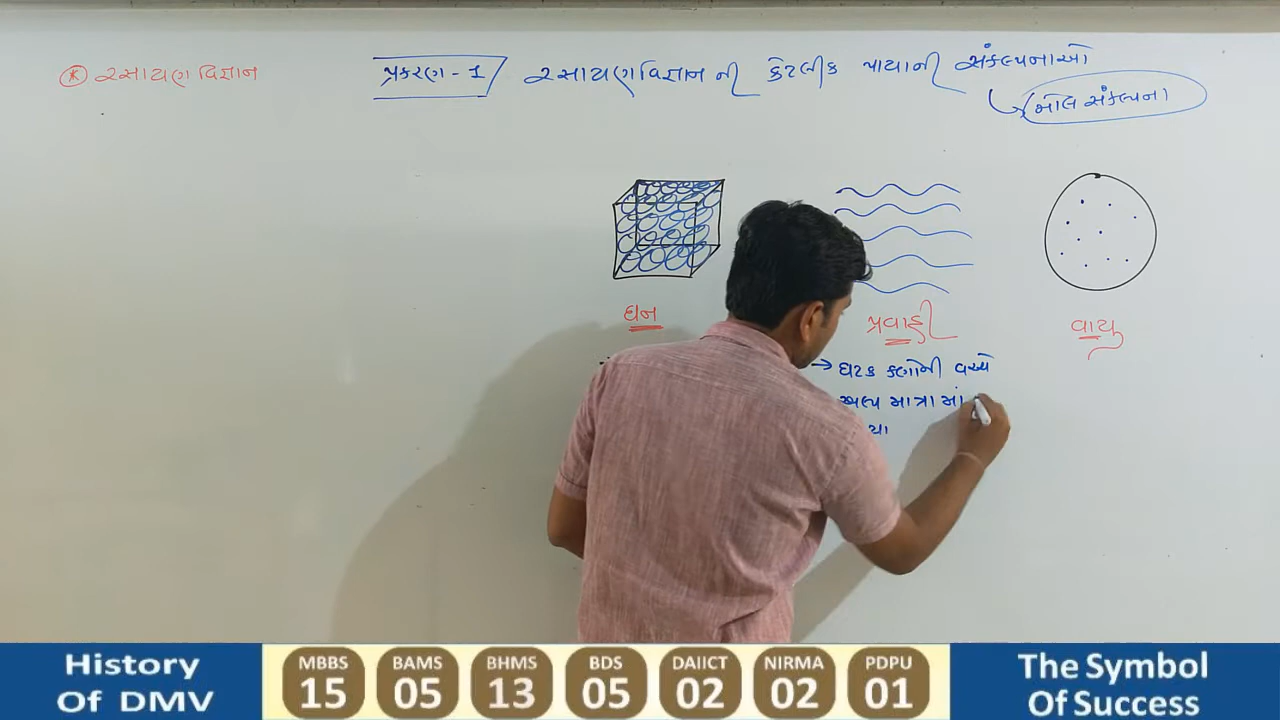 * રસાયણ વિજ્ઞાન
પ્રકરણ - 1 રસાયણ વિજ્ઞાન ની કેટલીક પાયાની સંકલ્પનાઓ
મોલ સંકલ્પના
ઘન
પ્રવાહી
વાયુ
→ ઘટક કણોની વચ્ચે
અલ્પ માત્રામાં
History
Of DMV
MBBS
15
BAMS
05
BHMS
13
BDS
05
DAIICT
02
NIRMA
02
PDPU
01
The Symbol
Of Success